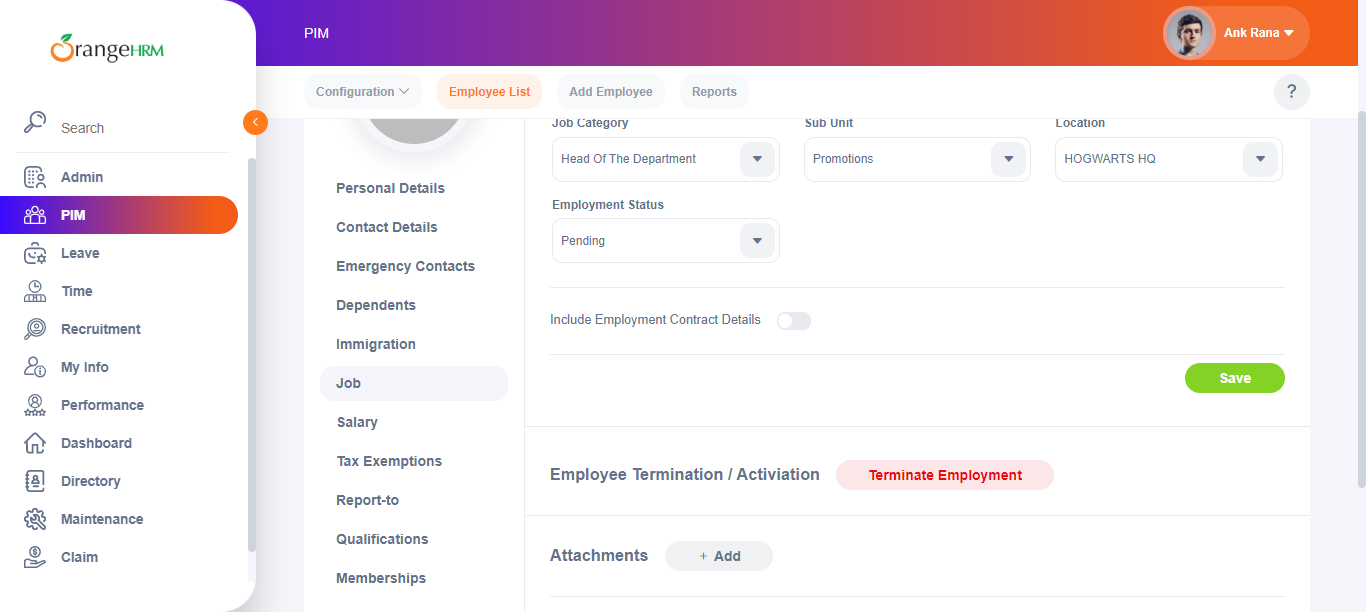 OrangeHRM
Search
Admin
PIM
Leave
Time
Recruitment
My Info
Performance
Dashboard
Directory
Maintenance
Claim
PIM
Ank Rana
Configuration
Employee List
Add Employee
Reports
?
Personal Details
Contact Details
Emergency Contacts
Dependents
Immigration
Job
Salary
Tax Exemptions
Report-to
Qualifications
Memberships
Job Category
Sub Unit
Location
Head Of The Department
Promotions
HOGWARTS HQ
Employment Status
Pending
Include Employment Contract Details
Save
Employee Termination / Activiation
Terminate Employment
Attachments
+ Add